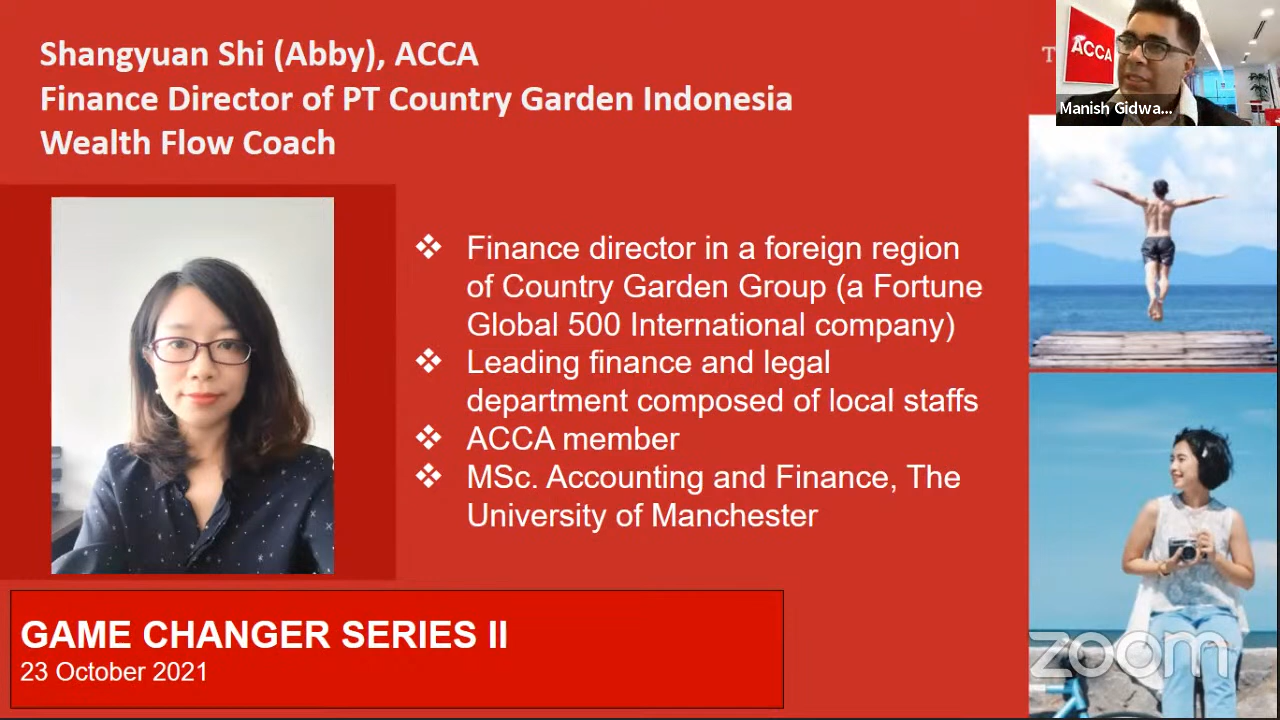 Shangyuan Shi (Abby), ACCA
Finance Director of PT Country Garden Indonesia
Wealth Flow Coach
❖ Finance director in a foreign region
of Country Garden Group (a Fortune
Global 500 International company)
❖ Leading finance and legal
department composed of local staffs
❖ ACCA member
❖ MSc. Accounting and Finance, The
University of Manchester
GAME CHANGER SERIES II
23 October 2021
T
ACCA
Manish Gidwa...
zoom